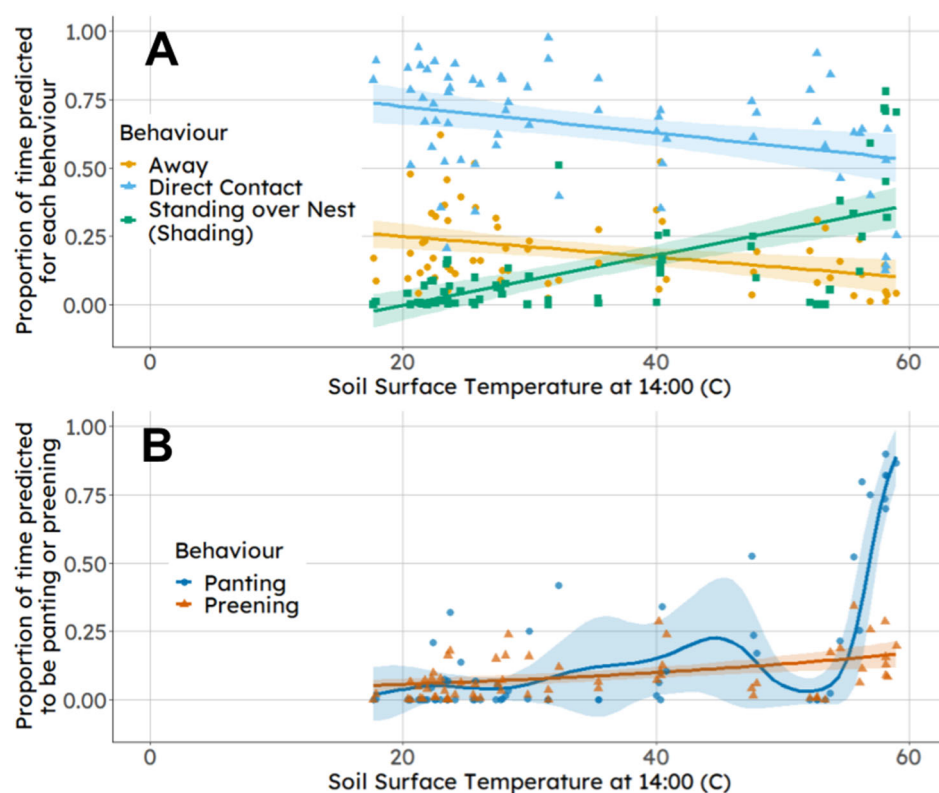 A
Proportion of time predicted
for each behaviour
1.00
0.75
0.50
0.25
0.00
Behaviour
Away
Direct Contact
Standing over Nest
(Shading)
0 20 40 60
Soil Surface Temperature at 14:00 (C)
B
Proportion of time predicted
to be panting or preening
1.00
0.75
0.50
0.25
0.00
Behaviour
Panting
Preening
0 20 40 60
Soil Surface Temperature at 14:00 (C)